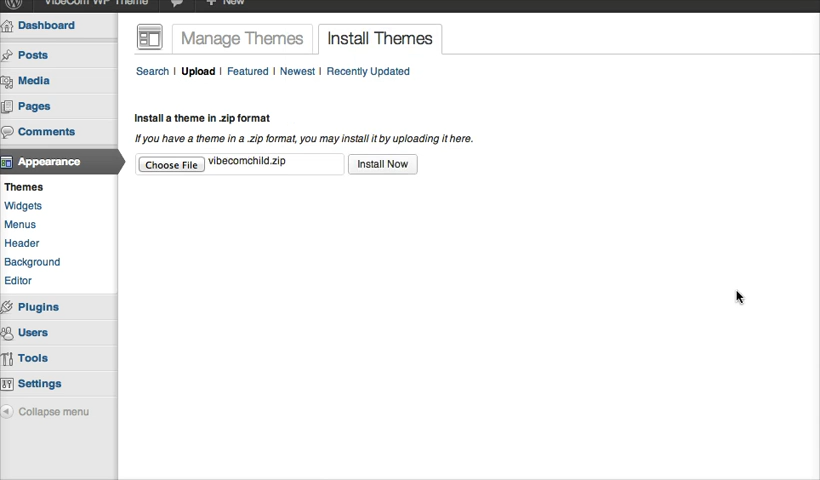 VibeCom WP Theme New
Dashboard
Posts
Media
Pages
Comments
Appearance
Themes
Widgets
Menus
Header
Background
Editor
Plugins
Users
Tools
Settings
Collapse menu
Manage Themes Install Themes
Search | Upload | Featured | Newest | Recently Updated
Install a theme in .zip format
If you have a theme in a .zip format, you may install it by uploading it here.
Choose File vibecomchild.zip Install Now